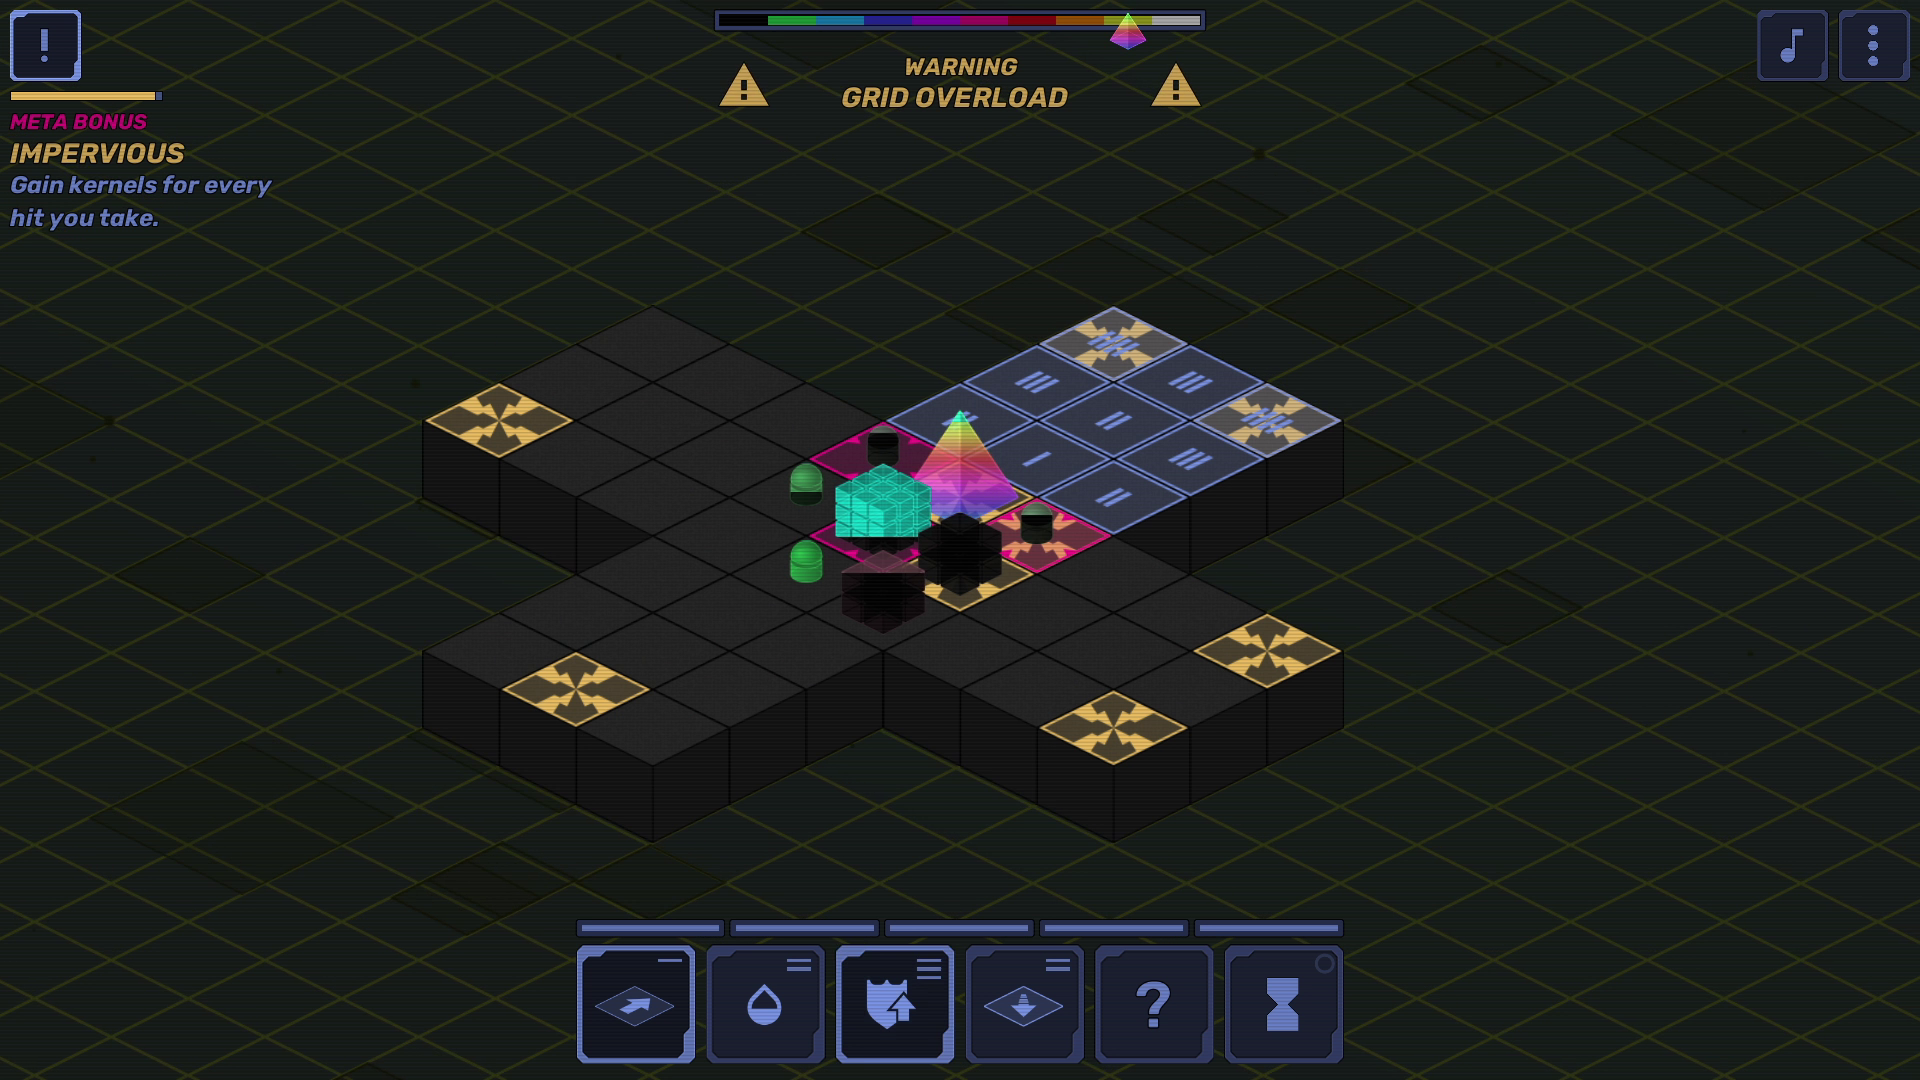 WARNING
GRID OVERLOAD
META BONUS
IMPERVIOUS
Gain kernels for every
hit you take.
?